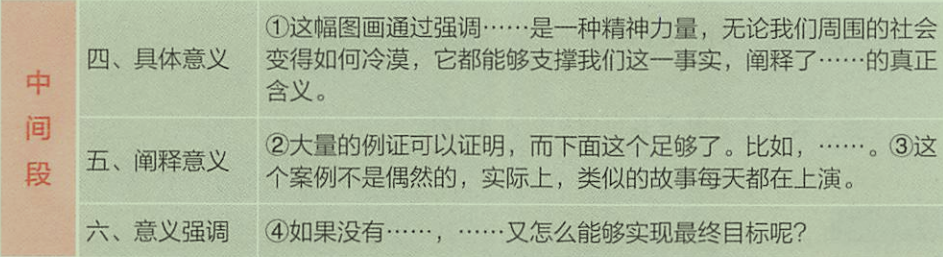 中间段
四、具体意义
①这幅图画通过强调……是一种精神力量，无论我们周围的社会
变得如何冷漠，它都能够支撑我们这一事实，阐释了……的真正
含义。
五、阐释意义
②大量的例证可以证明，而下面这个足够了。比如，……。③这
个案例不是偶然的，实际上，类似的故事每天都在上演。
六、意义强调
④如果没有……，……又怎么能够实现最终目标呢？